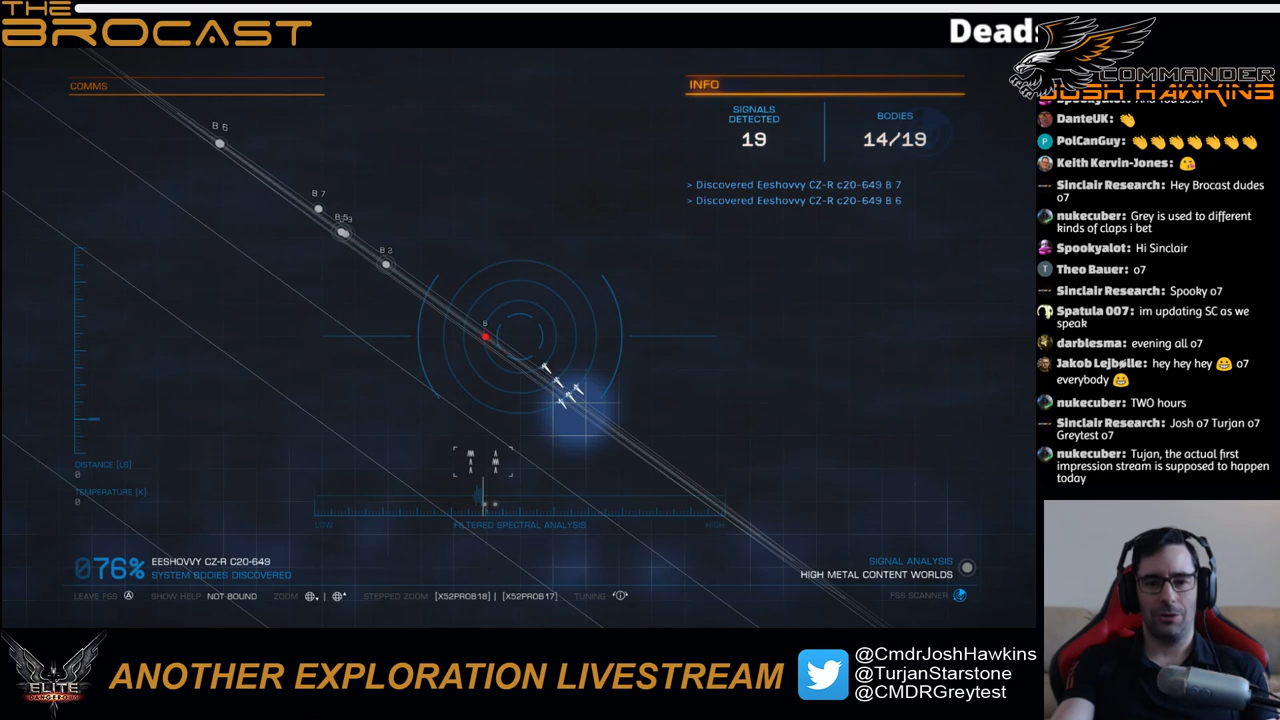 THE
BROCAST
Deads
COMMANDER
JOSH HAWKINS
COMMS
INFO
SIGNALS
DETECTED
19
BODIES
14/19
> Discovered Eeshovvy CZ-R c20-649 B 7
> Discovered Eeshovvy CZ-R c20-649 B 6
B 6
B 7
B 2
B
DISTANCE [LS]
0
TEMPERATURE [K]
0
LOW
FILTERED SPECTRAL ANALYSIS
HIGH
076%
EESHOVVY CZ-R C20-649
SYSTEM BODIES DISCOVERED
SIGNAL ANALYSIS
HIGH METAL CONTENT WORLDS
LEAVE FSS
SHOW HELP NOT BOUND
ZOOM |
STEPPED ZOOM [X52PROB18] | [X52PROB17]
TUNING
FSS SCANNER
DanteUK: 👏
PolCanGuy: 👏👏👏👏👏👏👏
Keith Kervin-Jones: 😘
Sinclair Research: Hey Brocast dudes
o7
nukecuber: Grey is used to different
kinds of claps i bet
Spookyalot: Hi Sinclair
T Theo Bauer: o7
Sinclair Research: Spooky o7
Spatula 007: im updating SC as we
speak
darblesma: evening all o7
Jakob Lejbølle: hey hey hey 😁 o7
everybody 😁
nukecuber: TWO hours
Sinclair Research: Josh o7 Turjan o7
Greytest o7
nukecuber: Tujan, the actual first
impression stream is supposed to happen
today
ELITE
DANGEROUS
ANOTHER EXPLORATION LIVESTREAM
@CmdrJoshHawkins
@TurjanStarstone
@CMDRGreytest